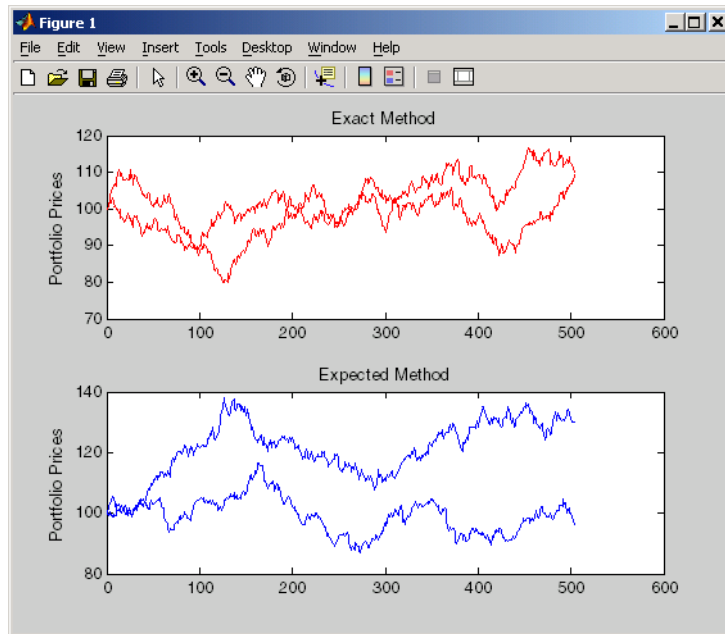 Figure 1
File Edit View Insert Tools Desktop Window Help
Exact Method
Portfolio Prices
120
110
100
90
80
70
0 100 200 300 400 500 600
Expected Method
Portfolio Prices
140
120
100
80
0 100 200 300 400 500 600